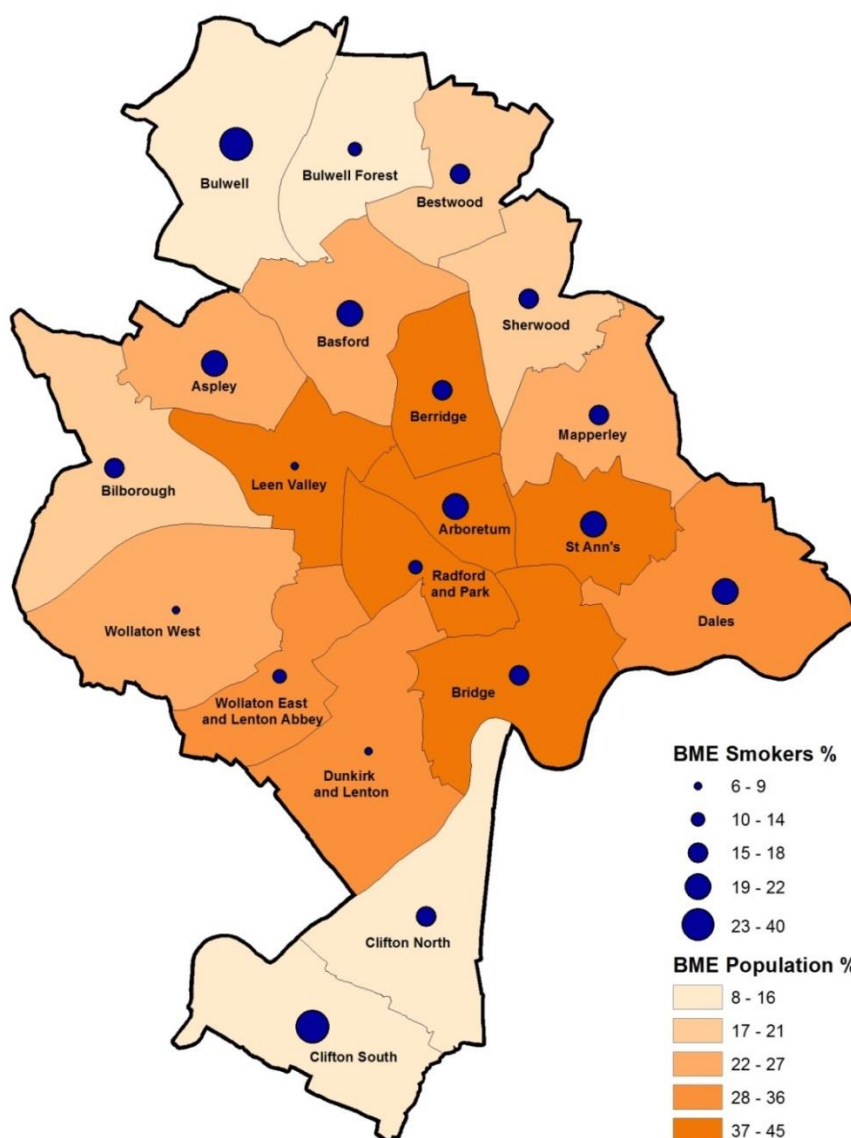 Bulwell
Bulwell Forest
Bestwood
Sherwood
Basford
Aspley
Berridge
Mapperley
Bilborough
Leen Valley
Arboretum
St Ann's
Radford
and Park
Dales
Wollaton West
Wollaton East
and Lenton Abbey
Bridge
Dunkirk
and Lenton
Clifton North
Clifton South
BME Smokers %
6 - 9
10 - 14
15 - 18
19 - 22
23 - 40
BME Population %
8 - 16
17 - 21
22 - 27
28 - 36
37 - 45